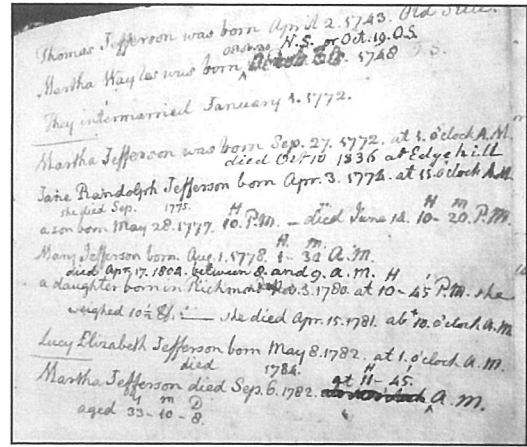 Thomas Jefferson was born April 2. 1743. Old Stile.
N.S. or Oct. 19. O.S.
Martha Wayles was born 1748 O.S.
They intermarried January 1. 1772.
Martha Jefferson was born Sep. 27. 1772. at 1. o'clock A.M.
died Oct 10 1836 at Edgehill
Jane Randolph Jefferson born Apr. 3. 1774. at 11. o'clock A.M.
she died Sep. 1775.
a son born May 28. 1777. 10. H P.M. – died June 14. 10 H – 20. m P.M.
Mary Jefferson born. Aug. 1. 1778. 1 H – 30 m A.M.
died Apr. 17. 1804. between 8. and 9. a.m.
a daughter born in Richmond 3. 1780. at 10 H – 45' P.M. she
weighed 10½ ℔. she died Apr. 15. 1781. at 10. o'clock A.M.
Lucy Elizabeth Jefferson born May 8. 1782. at 1. o'clock A.M.
died 1784.
Martha Jefferson died Sep. 6. 1782. at 11 H – 45' A.M.
aged 33 Y – 10 m – 8 D.